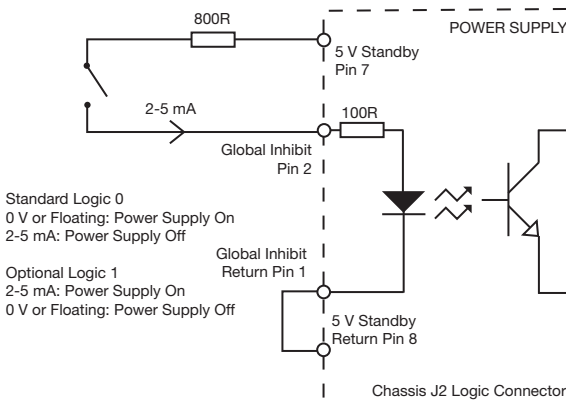 800R
POWER SUPPLY
5 V Standby
Pin 7
2-5 mA
100R
Global Inhibit
Pin 2
Standard Logic 0
0 V or Floating: Power Supply On
2-5 mA: Power Supply Off
Global Inhibit
Return Pin 1
Optional Logic 1
2-5 mA: Power Supply On
0 V or Floating: Power Supply Off
5 V Standby
Return Pin 8
Chassis J2 Logic Connector